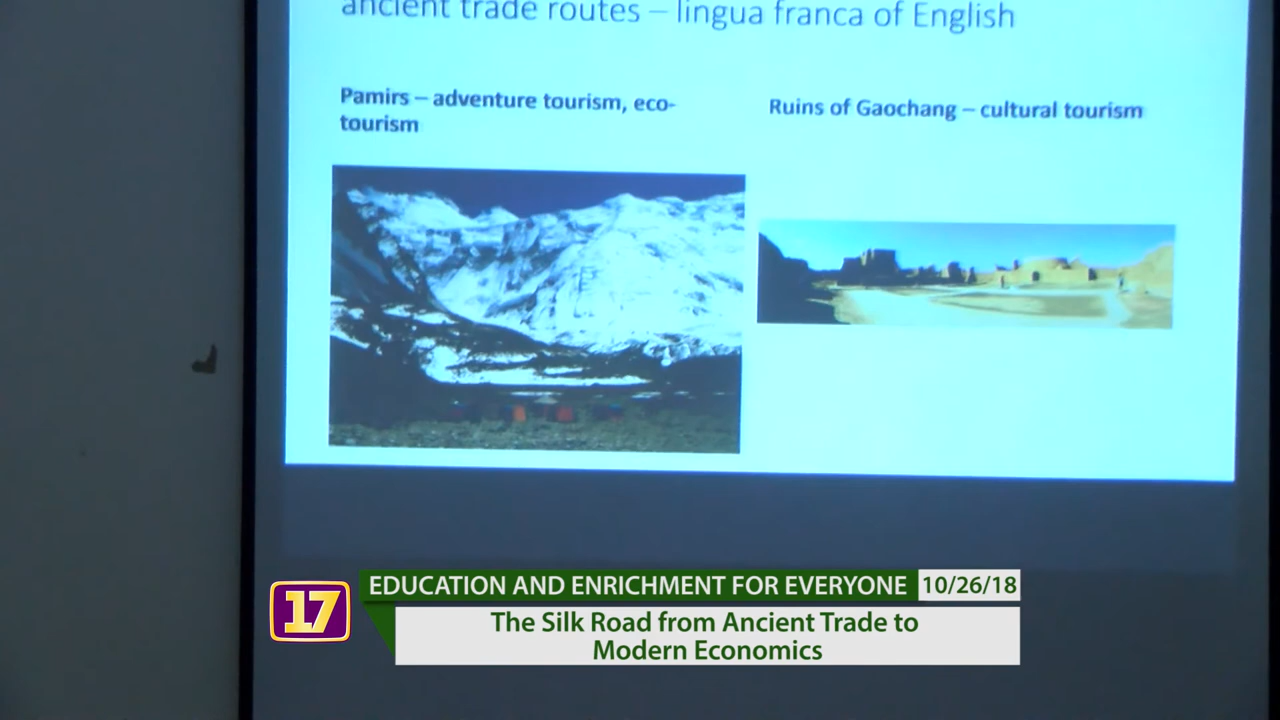 ancient trade routes – lingua franca of English
Pamirs – adventure tourism, eco-
tourism
Ruins of Gaochang – cultural tourism
17
EDUCATION AND ENRICHMENT FOR EVERYONE
10/26/18
The Silk Road from Ancient Trade to
Modern Economics